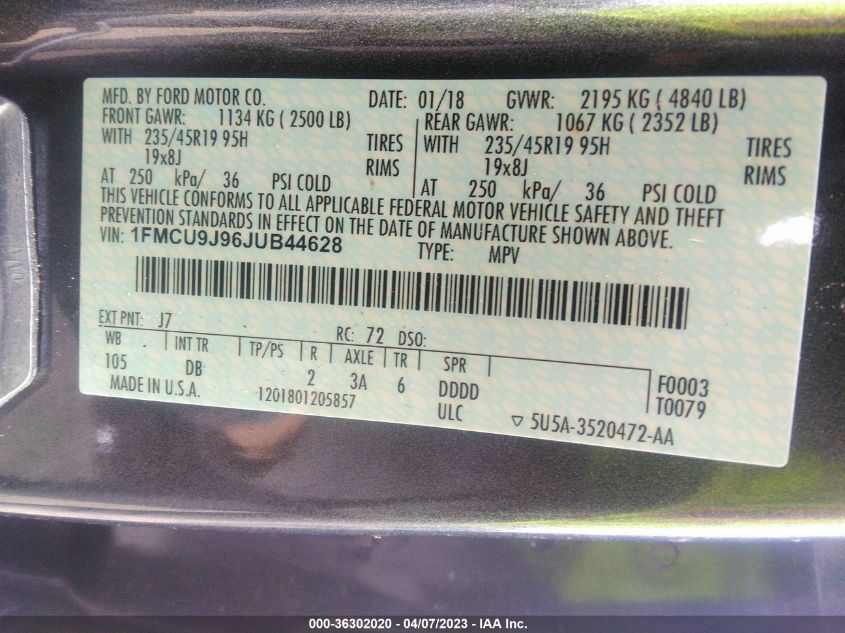 MFD. BY FORD MOTOR CO. DATE: 01/18 GVWR: 2195 KG ( 4840 LB)
FRONT GAWR: 1134 KG ( 2500 LB) REAR GAWR: 1067 KG ( 2352 LB)
WITH 235/45R19 95H TIRES WITH 235/45R19 95H TIRES
19x8J RIMS 19x8J RIMS
AT 250 kPa/ 36 PSI COLD AT 250 kPa/ 36 PSI COLD
THIS VEHICLE CONFORMS TO ALL APPLICABLE FEDERAL MOTOR VEHICLE SAFETY AND THEFT
PREVENTION STANDARDS IN EFFECT ON THE DATE OF MANUFACTURE SHOWN ABOVE.
VIN: 1FMCU9J96JUB44628 TYPE: MPV
EXT PNT: J7 RC: 72 DSO:
WB INT TR TP/PS R AXLE TR SPR
105 DB 2 3A 6 DDDD F0003
MADE IN U.S.A. 1201801205857 ULC T0079
▽ 5U5A-3520472-AA
000-36302020 - 04/07/2023 - IAA Inc.